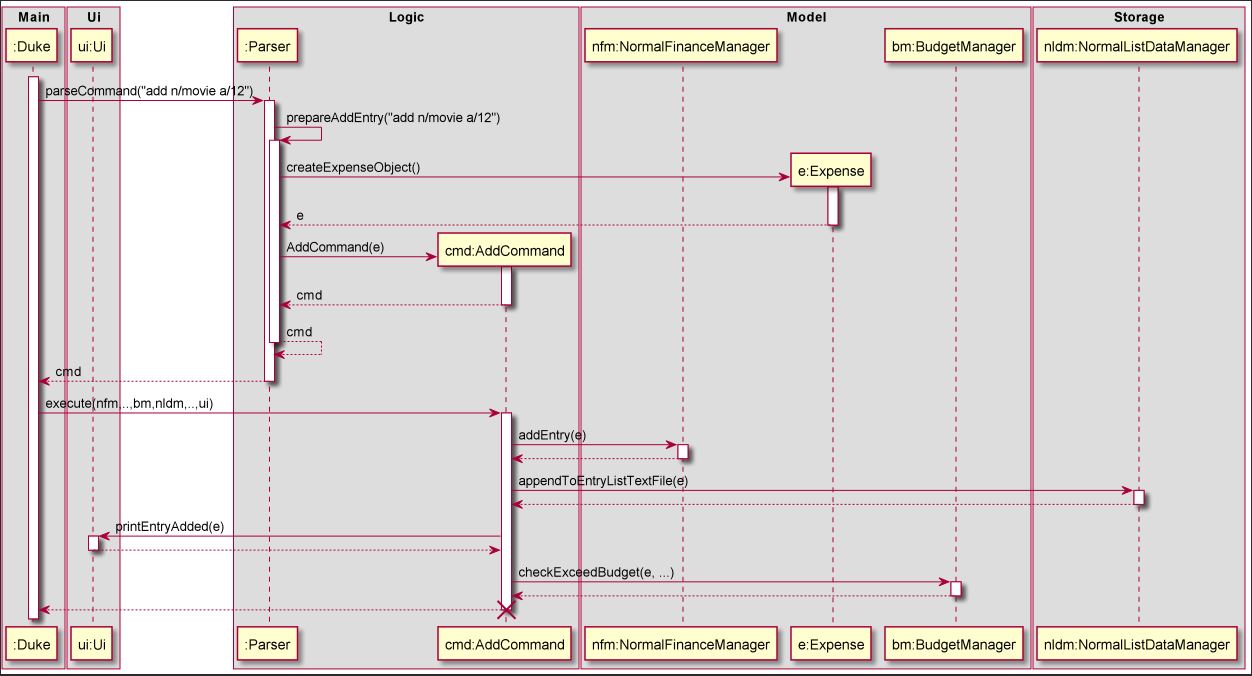 Main Ui Logic Model Storage
:Duke ui:Ui :Parser nfm:NormalFinanceManager bm:BudgetManager nldm:NormalListDataManager
parseCommand("add n/movie a/12")
prepareAddEntry("add n/movie a/12")
createExpenseObject()
e:Expense
e
AddCommand(e)
cmd:AddCommand
cmd
cmd
cmd
execute(nfm,..,bm,nldm,..,ui)
addEntry(e)
appendToEntryListTextFile(e)
printEntryAdded(e)
checkExceedBudget(e, ...)
:Duke ui:Ui :Parser cmd:AddCommand nfm:NormalFinanceManager e:Expense bm:BudgetManager nldm:NormalListDataManager